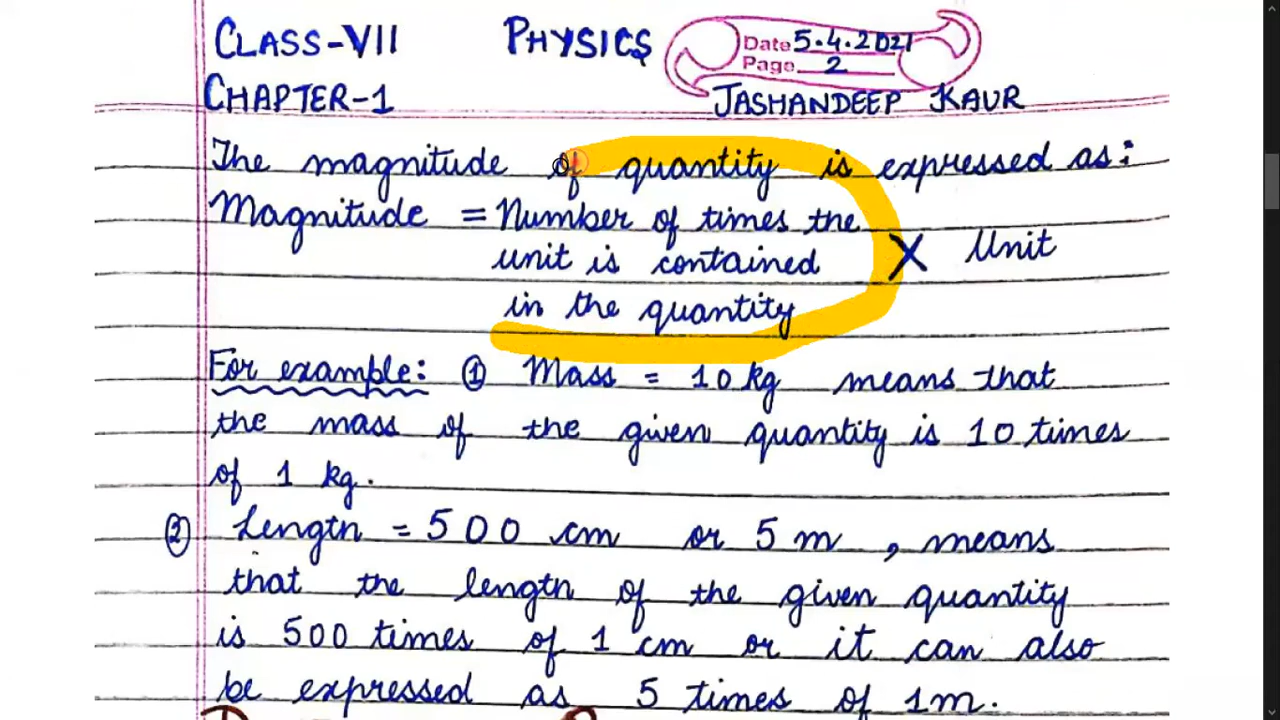 CLASS-VII PHYSICS Date 5.4.2021
Page 2
CHAPTER-1 JASHANDEEP KAUR
The magnitude of quantity is expressed as:
Magnitude = Number of times the
unit is contained X Unit
in the quantity
For example: ① Mass = 10 kg means that
the mass of the given quantity is 10 times
of 1 kg.
② Length = 500 cm or 5 m , means
that the length of the given quantity
is 500 times of 1 cm or it can also
be expressed as 5 times of 1m.